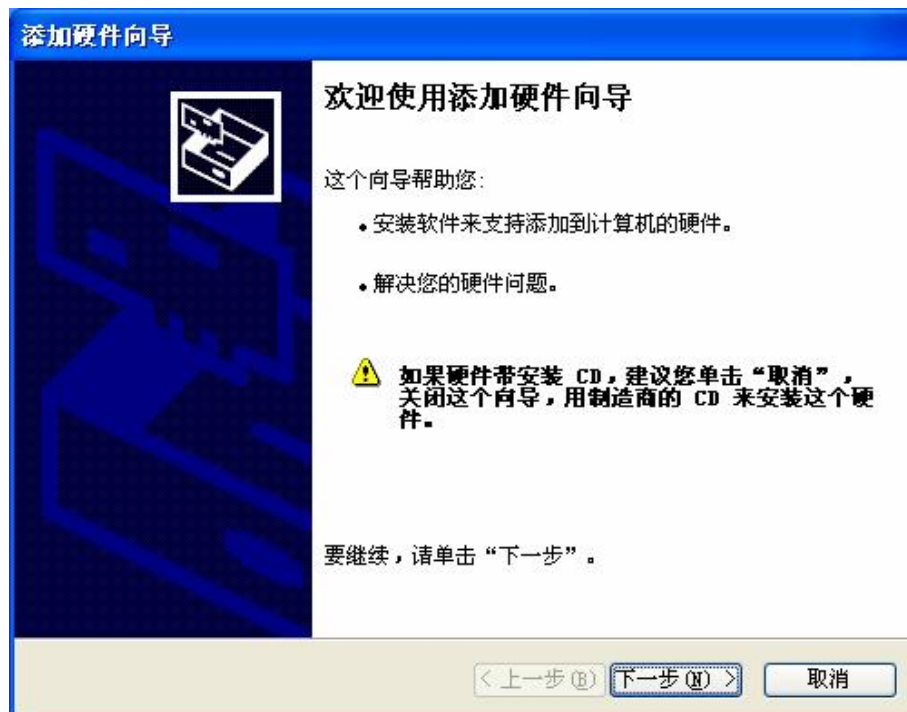 添加硬件向导
欢迎使用添加硬件向导
这个向导帮助您:
• 安装软件来支持添加到计算机的硬件。
• 解决您的硬件问题。
如果硬件带安装 CD，建议您单击“取消”，
关闭这个向导，用制造商的 CD 来安装这个硬
件。
要继续，请单击“下一步”。
< 上一步(B)
下一步(N) >
取消